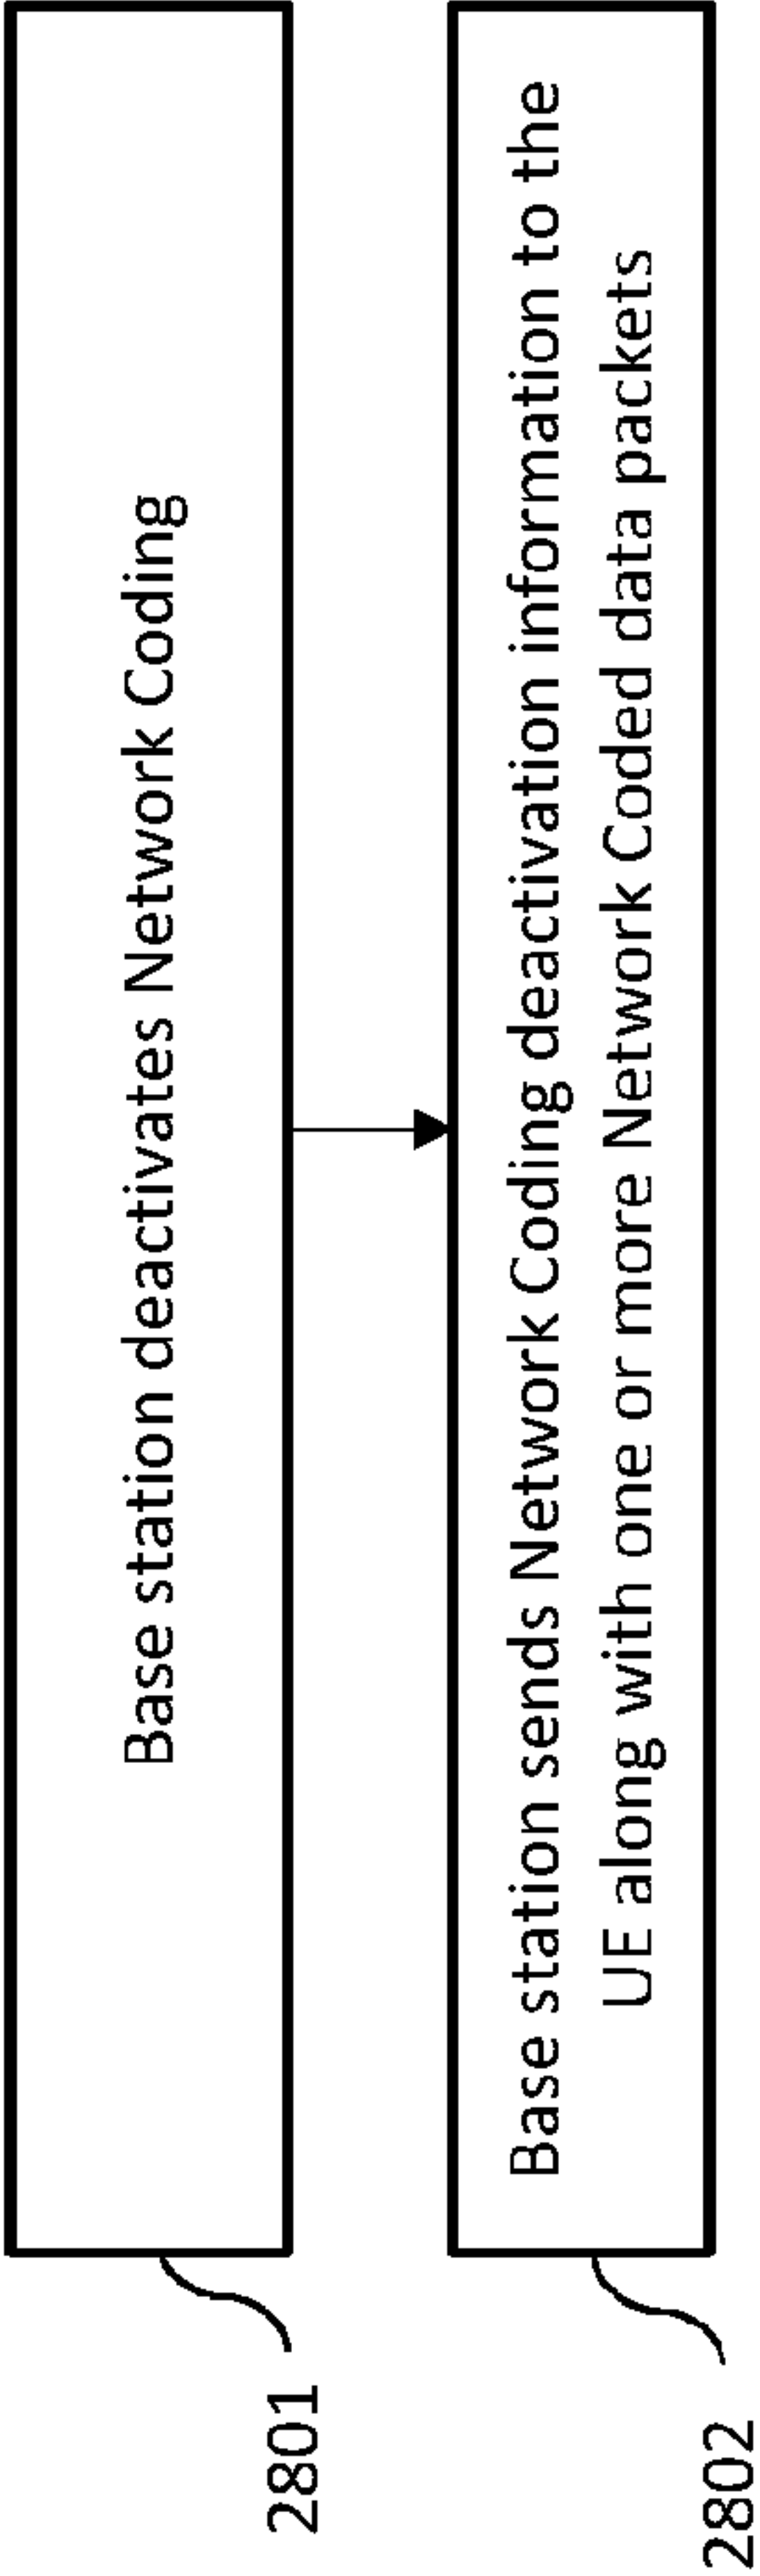 Base station deactivates Network Coding
2801
Base station sends Network Coding deactivation information to the
UE along with one or more Network Coded data packets
2802